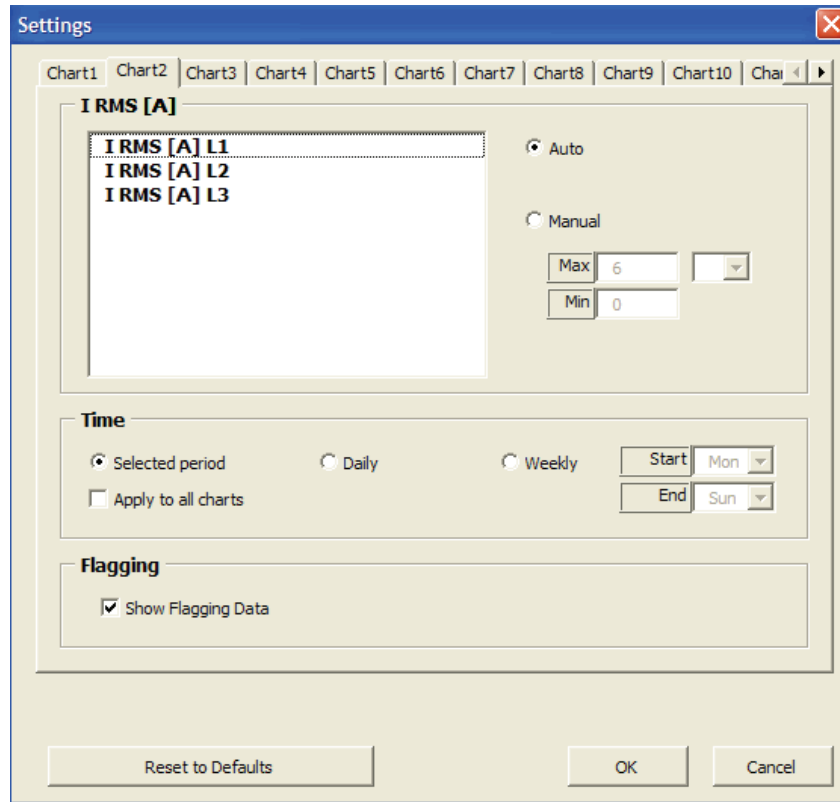 Settings
Chart1 Chart2 Chart3 Chart4 Chart5 Chart6 Chart7 Chart8 Chart9 Chart10 Char
I RMS [A]
I RMS [A] L1
I RMS [A] L2
I RMS [A] L3
Auto
Manual
Max 6
Min 0
Time
Selected period Daily Weekly Start Mon
Apply to all charts End Sun
Flagging
Show Flagging Data
Reset to Defaults OK Cancel